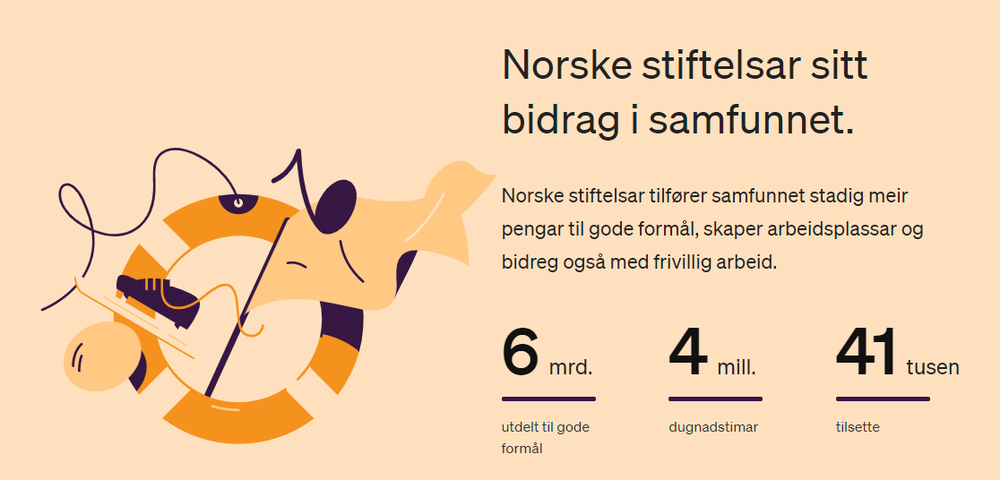 Norske stiftelsar sitt
bidrag i samfunnet.
Norske stiftelsar tilfører samfunnet stadig meir
pengar til gode formål, skaper arbeidsplassar og
bidreg også med frivillig arbeid.
6 mrd.
utdelt til gode
formål
4 mill.
dugnadstimar
41 tusen
tilsette